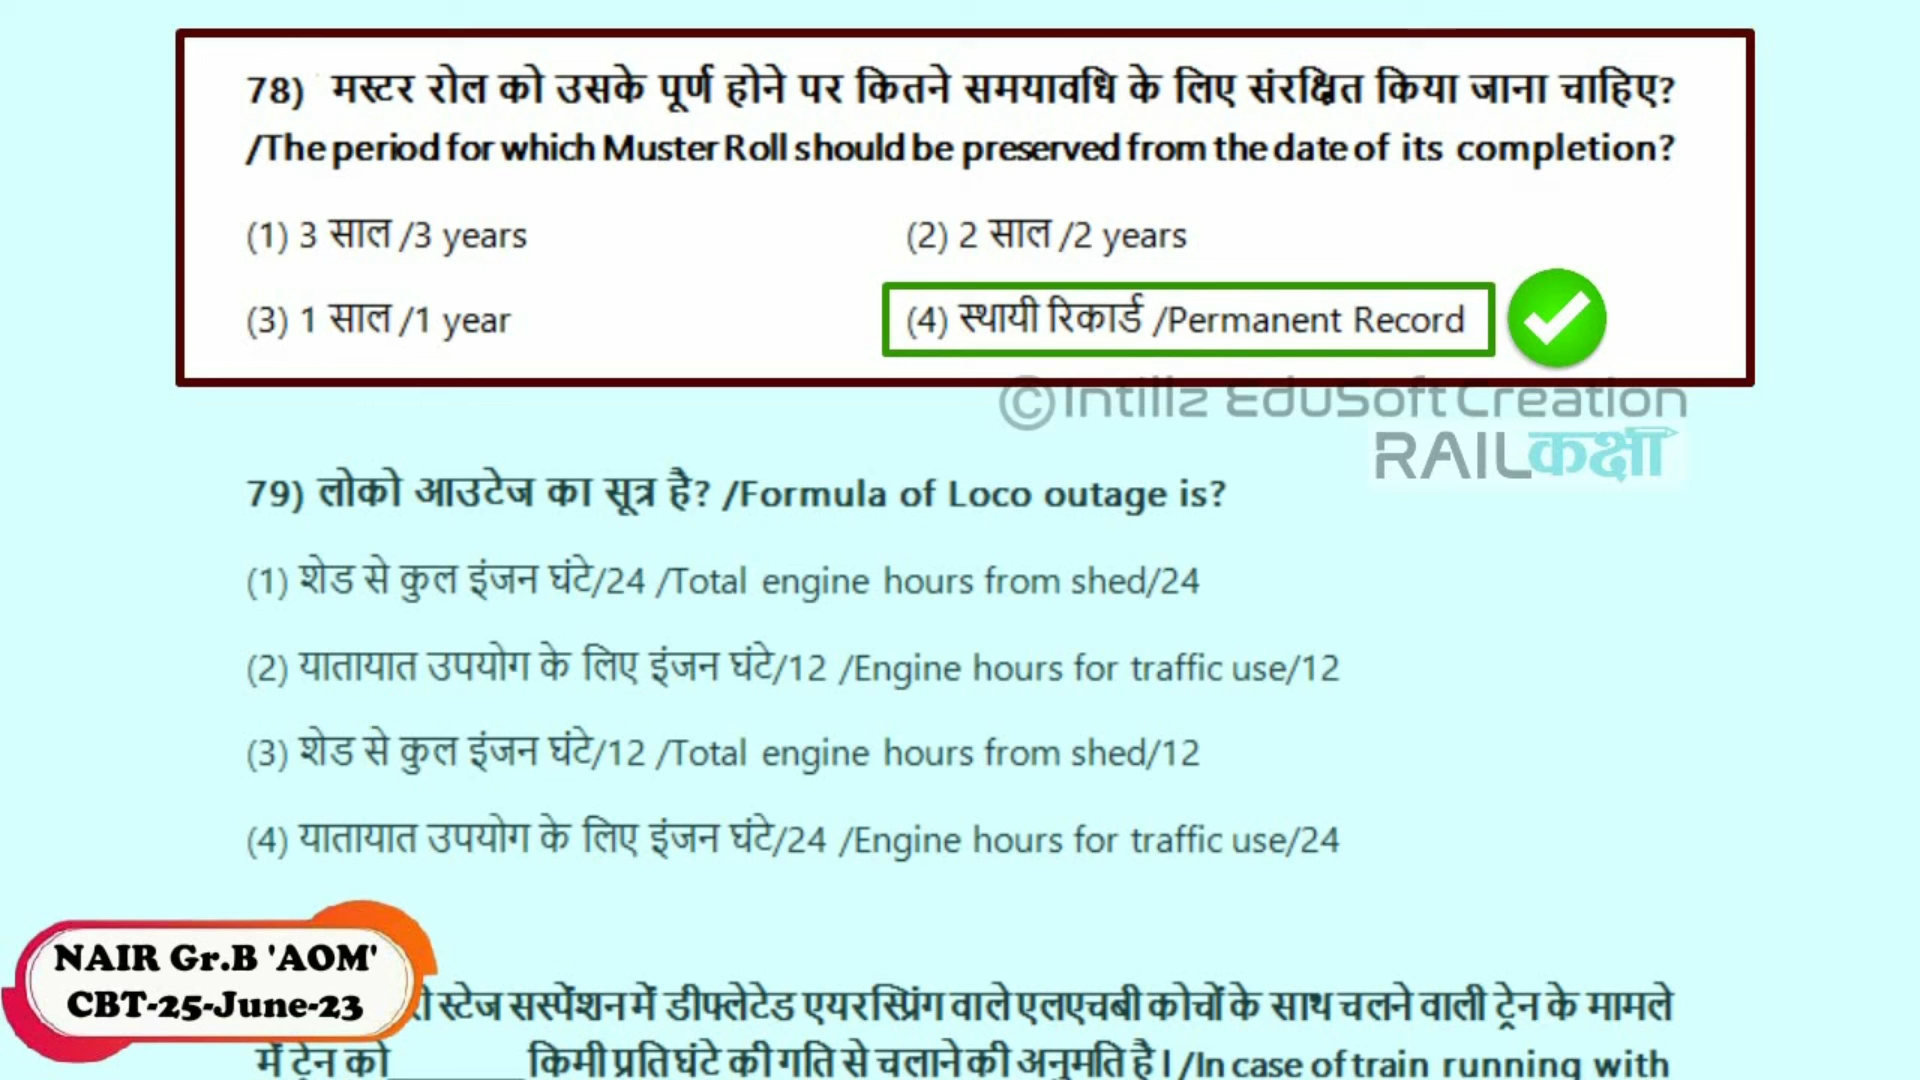 78) मस्टर रोल को उसके पूर्ण होने पर कितने समयावधि के लिए संरक्षित किया जाना चाहिए?
/The period for which Muster Roll should be preserved from the date of its completion?
(1) 3 साल /3 years
(2) 2 साल /2 years
(3) 1 साल /1 year
(4) स्थायी रिकार्ड /Permanent Record
©Intillz EduSoft Creation
RAILकक्षा
79) लोको आउटेज का सूत्र है? /Formula of Loco outage is?
(1) शेड से कुल इंजन घंटे/24 /Total engine hours from shed/24
(2) यातायात उपयोग के लिए इंजन घंटे/12 /Engine hours for traffic use/12
(3) शेड से कुल इंजन घंटे/12 /Total engine hours from shed/12
(4) यातायात उपयोग के लिए इंजन घंटे/24 /Engine hours for traffic use/24
NAIR Gr.B 'AOM'
CBT-25-June-23
स्टेज सस्पेंशन में डीफ्लेटेड एयर स्प्रिंग वाले एलएचबी कोचों के साथ चलने वाली ट्रेन के मामले
में ट्रेन को______ किमी प्रति घंटे की गति से चलाने की अनुमति है। /In case of train running with